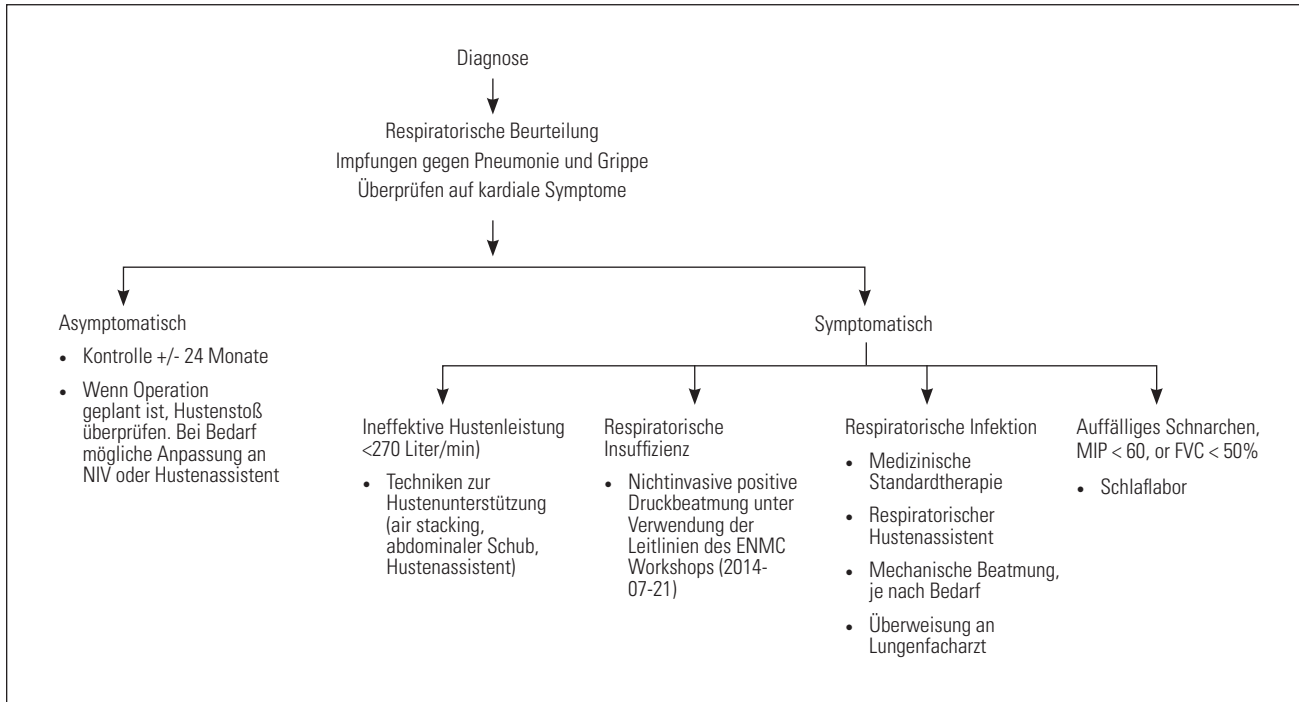 Diagnose
Respiratorische Beurteilung
Impfungen gegen Pneumonie und Grippe
Überprüfen auf kardiale Symptome
Asymptomatisch
• Kontrolle +/- 24 Monate
• Wenn Operation
geplant ist, Hustenstoß
überprüfen. Bei Bedarf
mögliche Anpassung an
NIV oder Hustenassistent
Symptomatisch
Ineffektive Hustenleistung
<270 Liter/min)
• Techniken zur
Hustenunterstützung
(air stacking,
abdominaler Schub,
Hustenassistent)
Respiratorische
Insuffizienz
• Nichtinvasive positive
Druckbeatmung unter
Verwendung der
Leitlinien des ENMC
Workshops (2014-
07-21)
Respiratorische Infektion
• Medizinische
Standardtherapie
• Respiratorischer
Hustenassistent
• Mechanische Beatmung,
je nach Bedarf
• Überweisung an
Lungenfacharzt
Auffälliges Schnarchen,
MIP < 60, or FVC < 50%
• Schlaflabor